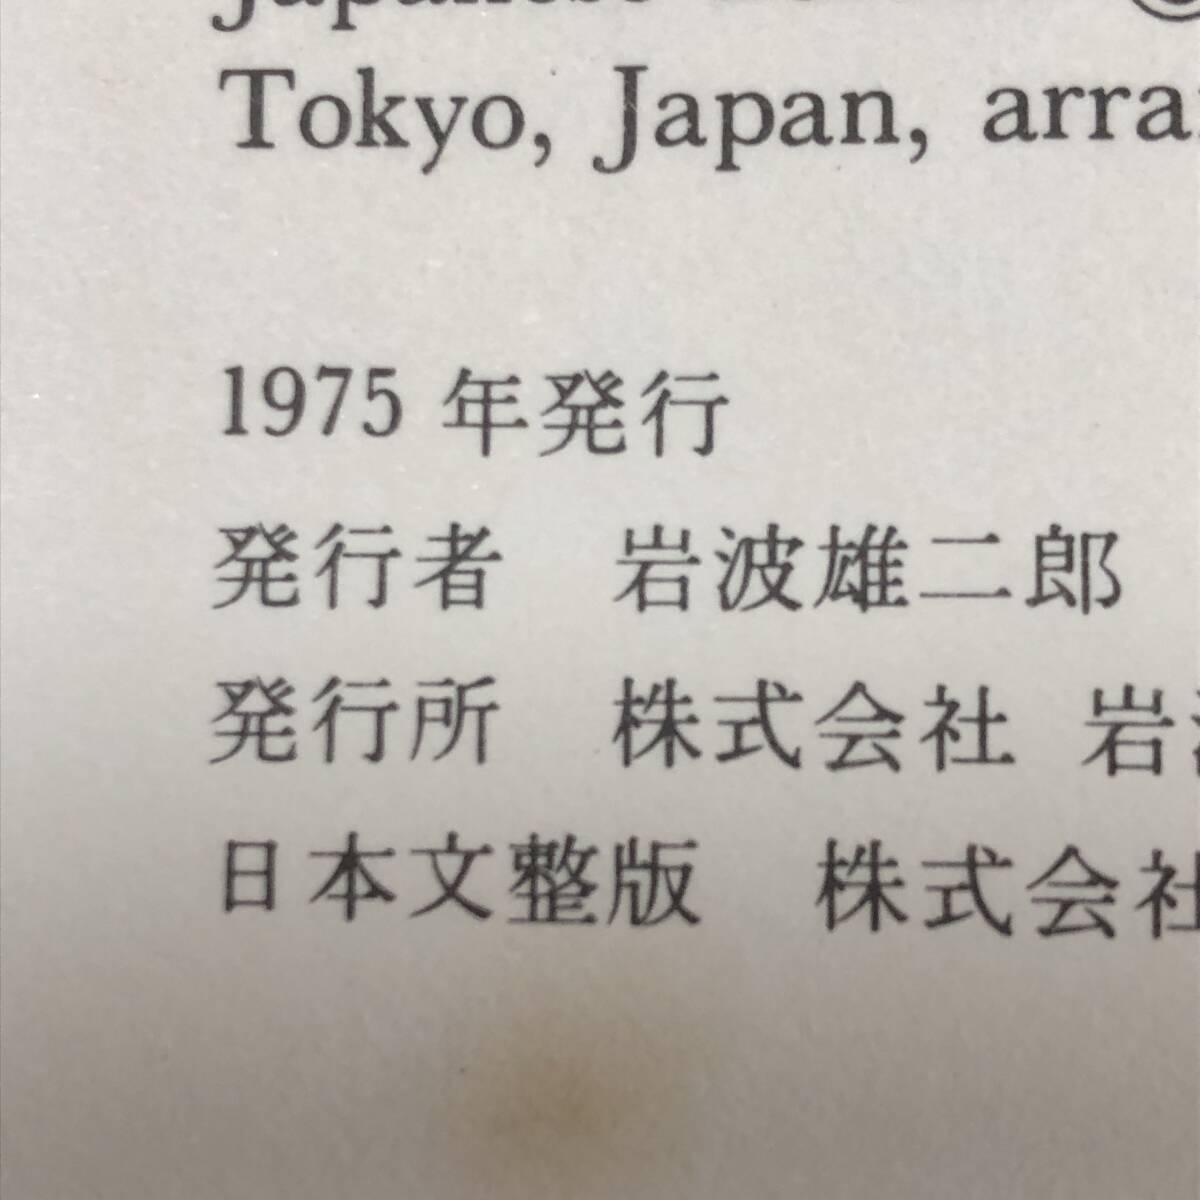 Tokyo, Japan,
1975 年発行
発行者 岩波雄二郎
発行所 株式会社 岩
日本文整版 株式会社